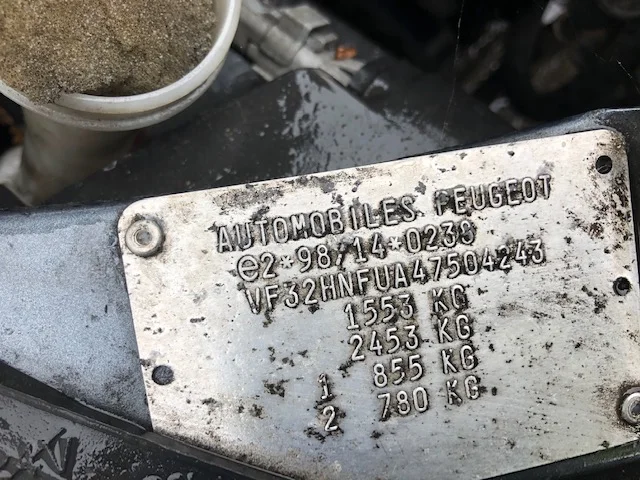 AUTOMOBILES PEUGEOT
e2*98/14*0238
VF32HNFUA47504243
1553 KG
2453 KG
1 855 KG
2 780 KG